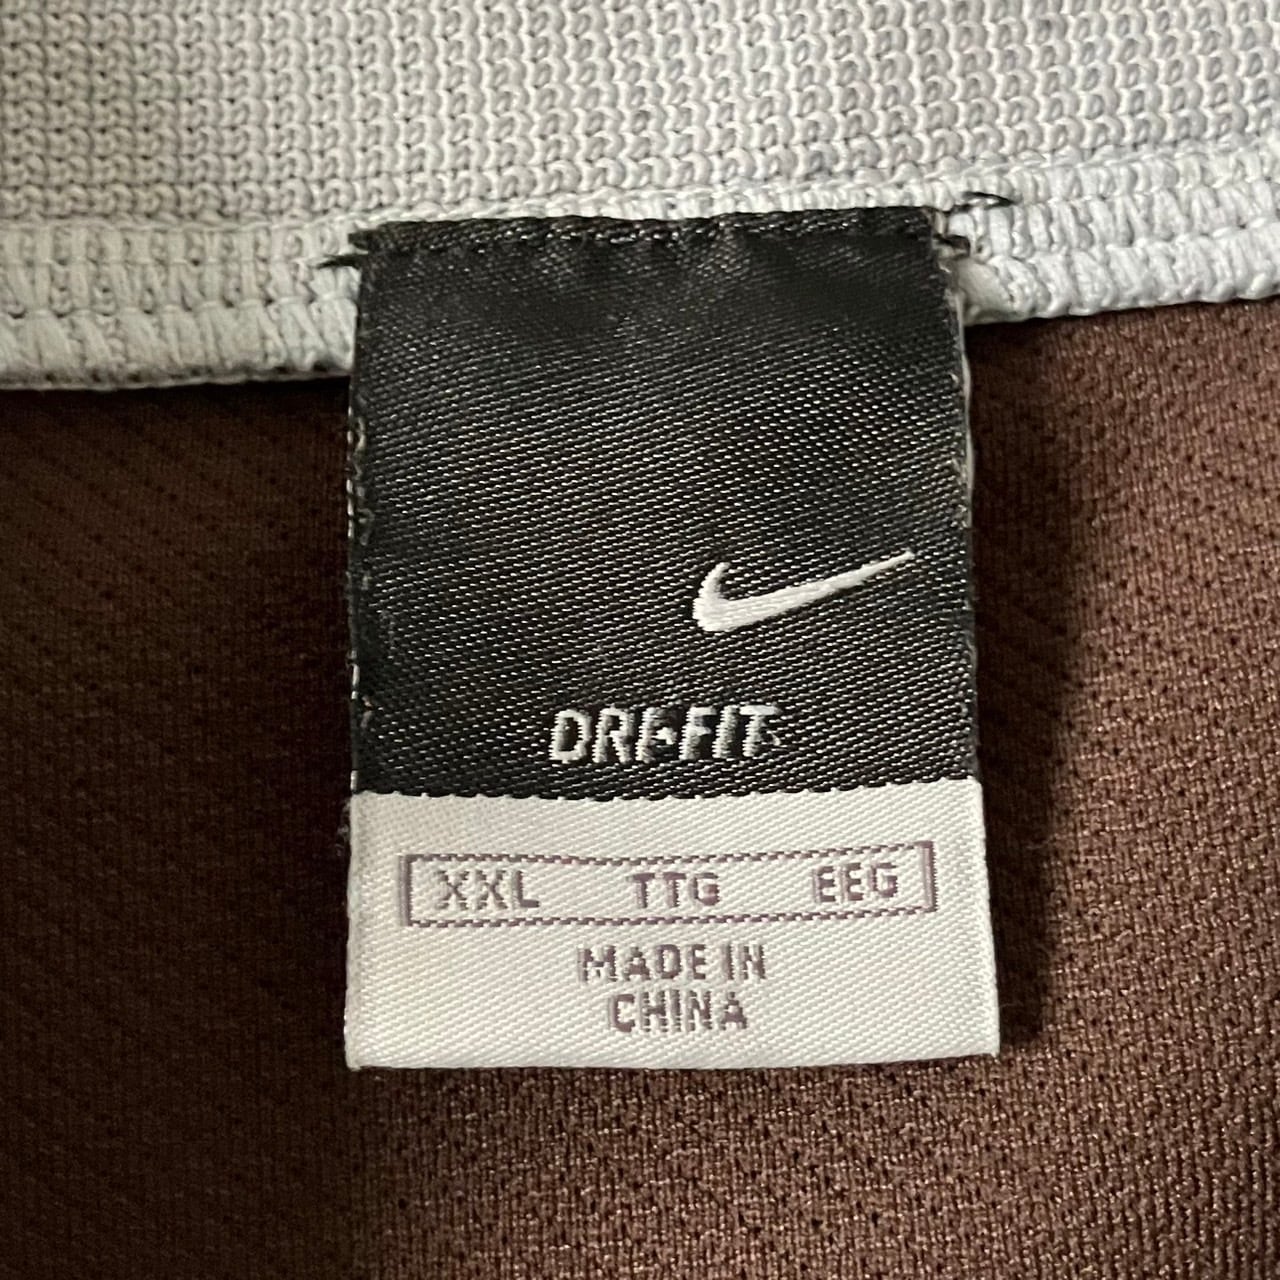 DRI-FIT
XXL TTG EEG
MADE IN
CHINA